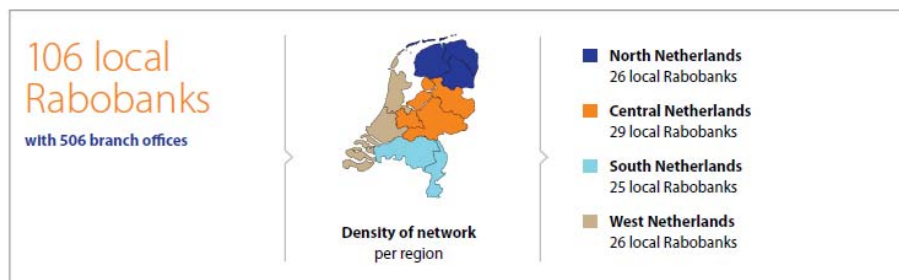 106 local
Rabobanks
with 506 branch offices
Density of network
per region
North Netherlands
26 local Rabobanks
Central Netherlands
29 local Rabobanks
South Netherlands
25 local Rabobanks
West Netherlands
26 local Rabobanks